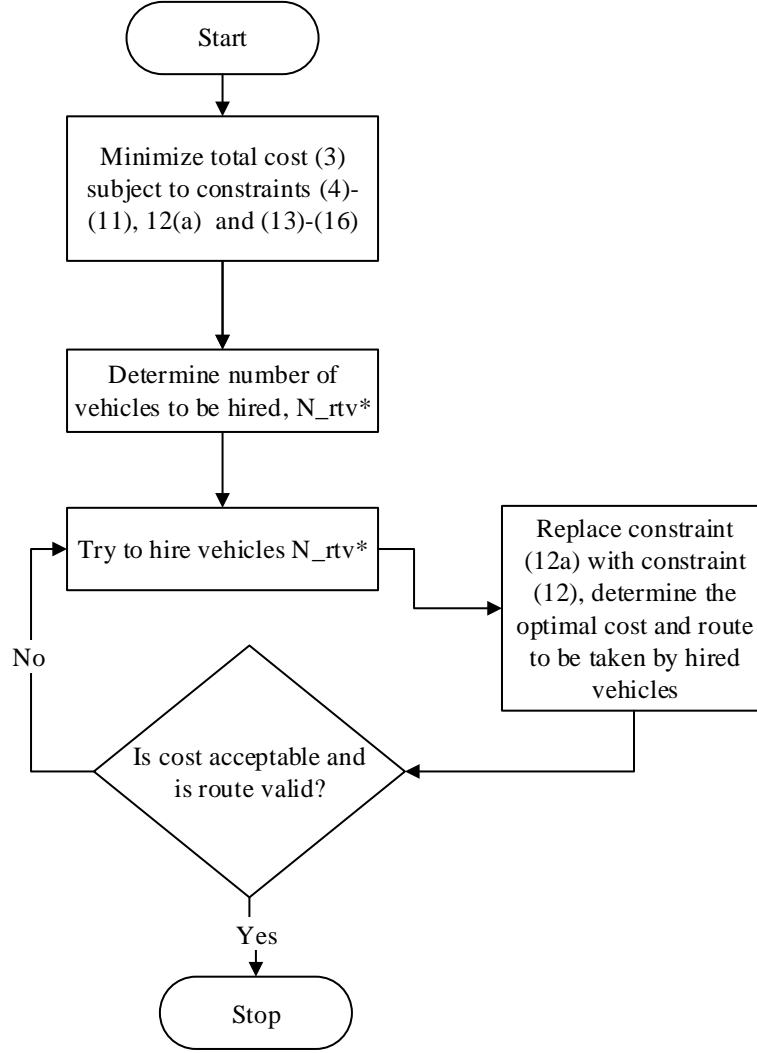 Start
Minimize total cost (3)
subject to constraints (4)-
(11), 12(a) and (13)-(16)
Determine number of
vehicles to be hired, N_rtv*
Try to hire vehicles N_rtv*
Replace constraint
(12a) with constraint
(12), determine the
optimal cost and route
to be taken by hired
vehicles
No
Is cost acceptable and
is route valid?
Yes
Stop